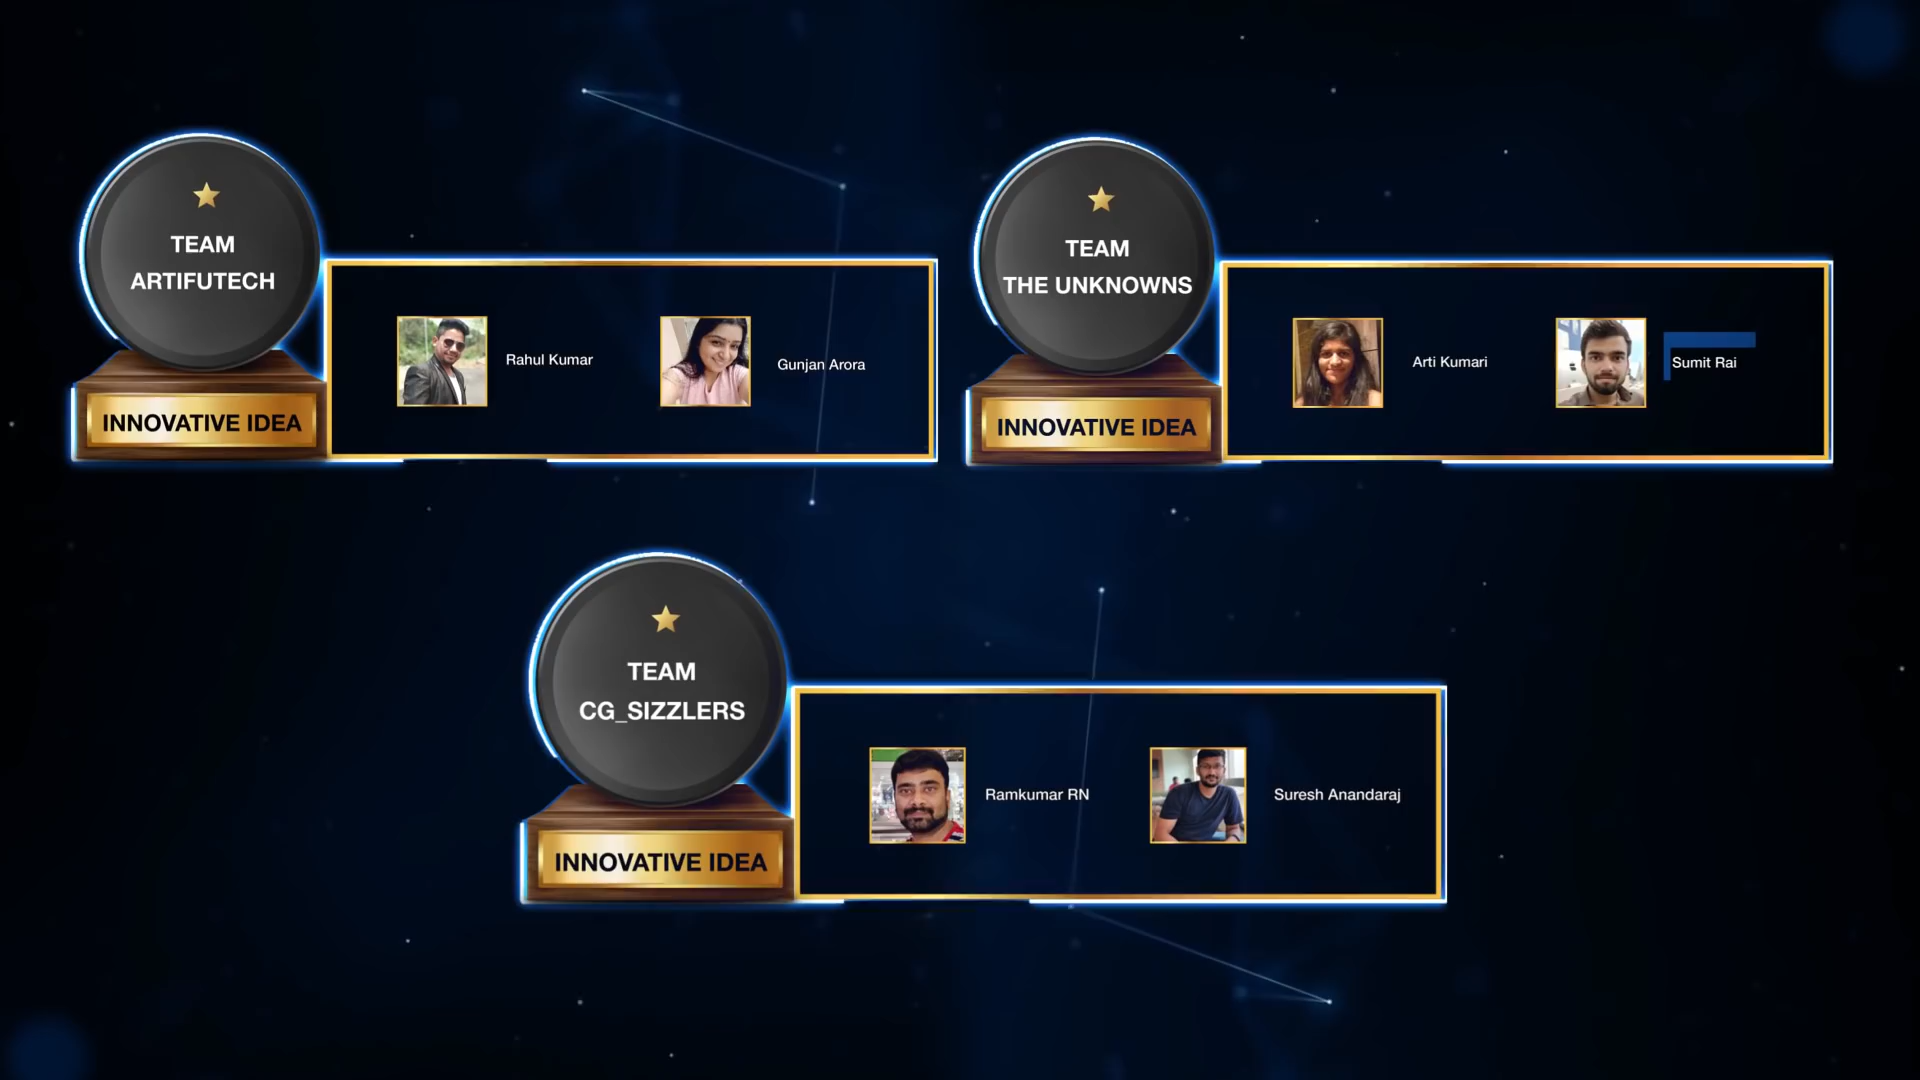 TEAM
ARTIFUTECH
INNOVATIVE IDEA
Rahul Kumar
Gunjan Arora
TEAM
THE UNKNOWNS
INNOVATIVE IDEA
Arti Kumari
Sumit Rai
TEAM
CG_SIZZLERS
INNOVATIVE IDEA
Ramkumar RN
Suresh Anandaraj